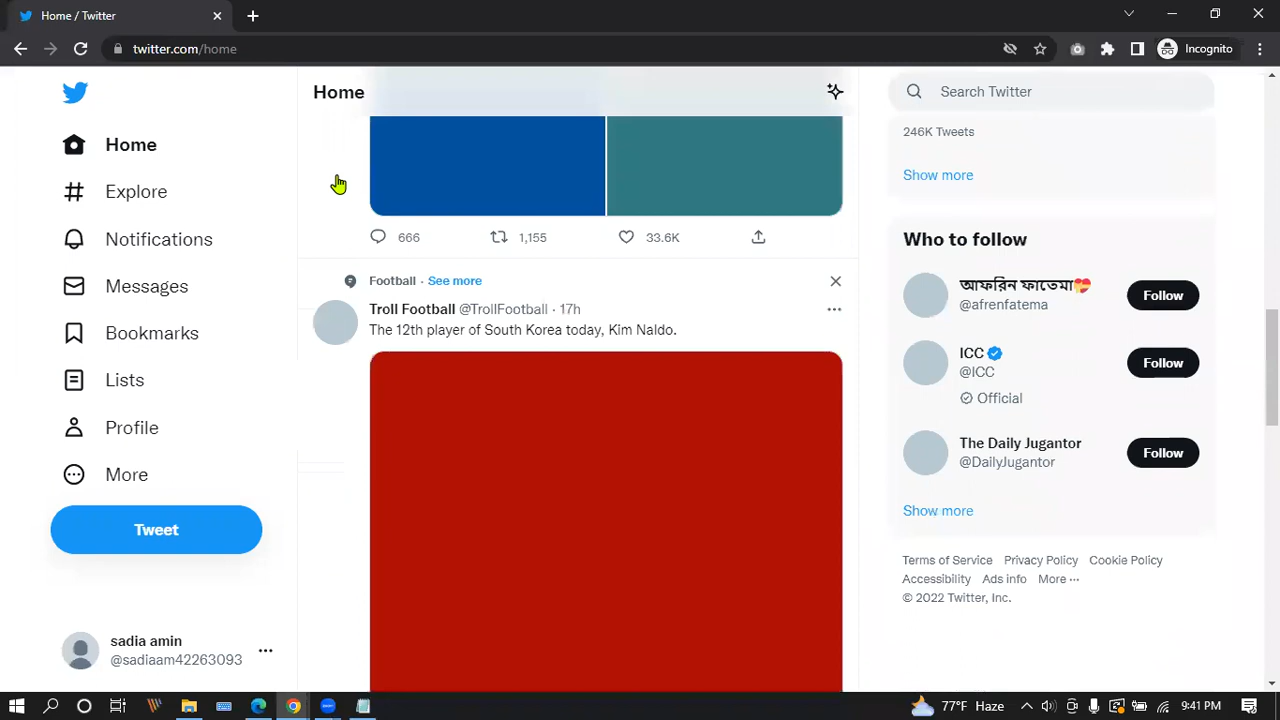 Home / Twitter
twitter.com/home
Incognito
Home
Explore
Notifications
Messages
Bookmarks
Lists
Profile
More
Tweet
sadia amin
@sadiaam42263093
Home
666 1,155 33.6K
Football · See more
Troll Football @TrollFootball · 17h
The 12th player of South Korea today, Kim Naldo.
Search Twitter
246K Tweets
Show more
Who to follow
আফরিন ফাতেমা💝
@afrenfatema
Follow
ICC
@ICC
Official
Follow
The Daily Jugantor
@DailyJugantor
Follow
Show more
Terms of Service Privacy Policy Cookie Policy
Accessibility Ads info More ···
© 2022 Twitter, Inc.
77°F Haze 9:41 PM